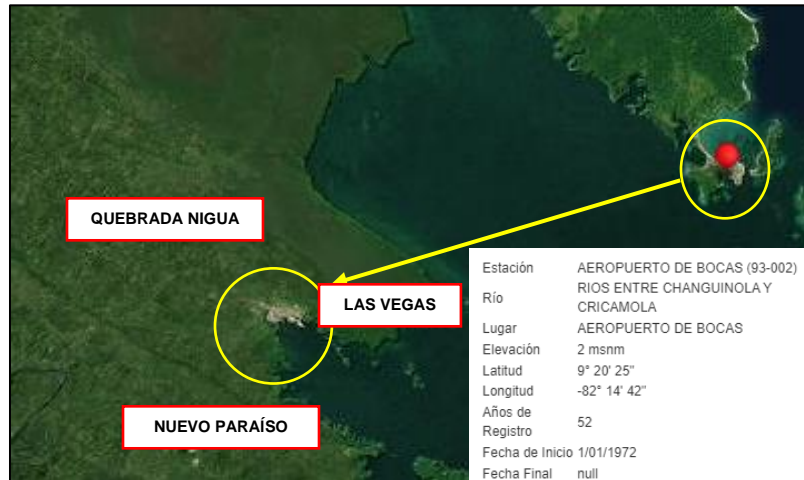 QUEBRADA NIGUA
LAS VEGAS
NUEVO PARAÍSO
Estación AEROPUERTO DE BOCAS (93-002)
Río RIOS ENTRE CHANGUINOLA Y
CRICAMOLA
Lugar AEROPUERTO DE BOCAS
Elevación 2 msnm
Latitud 9° 20' 25"
Longitud -82° 14' 42"
Años de
Registro 52
Fecha de Inicio 1/01/1972
Fecha Final null